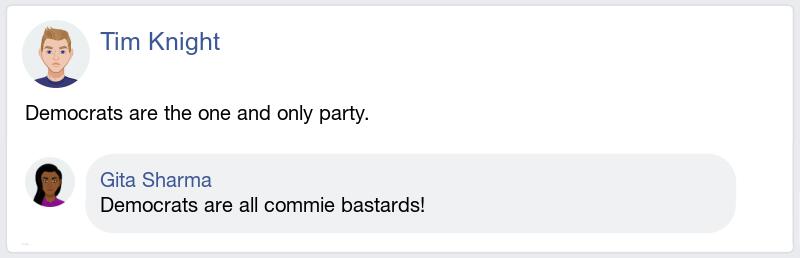 Tim Knight
Democrats are the one and only party.
Gita Sharma
Democrats are all commie bastards!